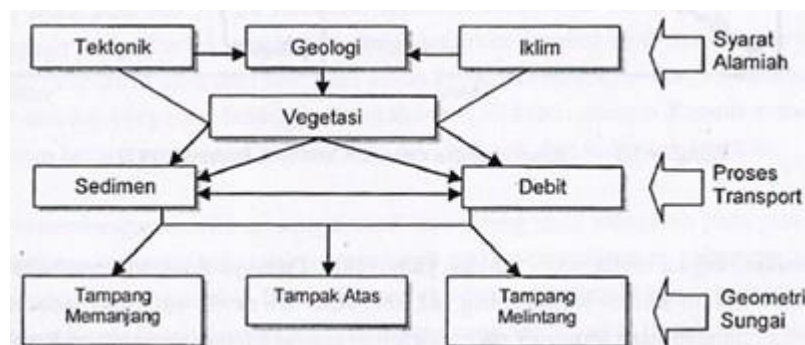 Tektonik
Geologi
Iklim
Syarat
Alamiah
Vegetasi
Sedimen
Debit
Proses
Transport
Tampang
Memanjang
Tampak Atas
Tampang
Melintang
Geometri
Sungai